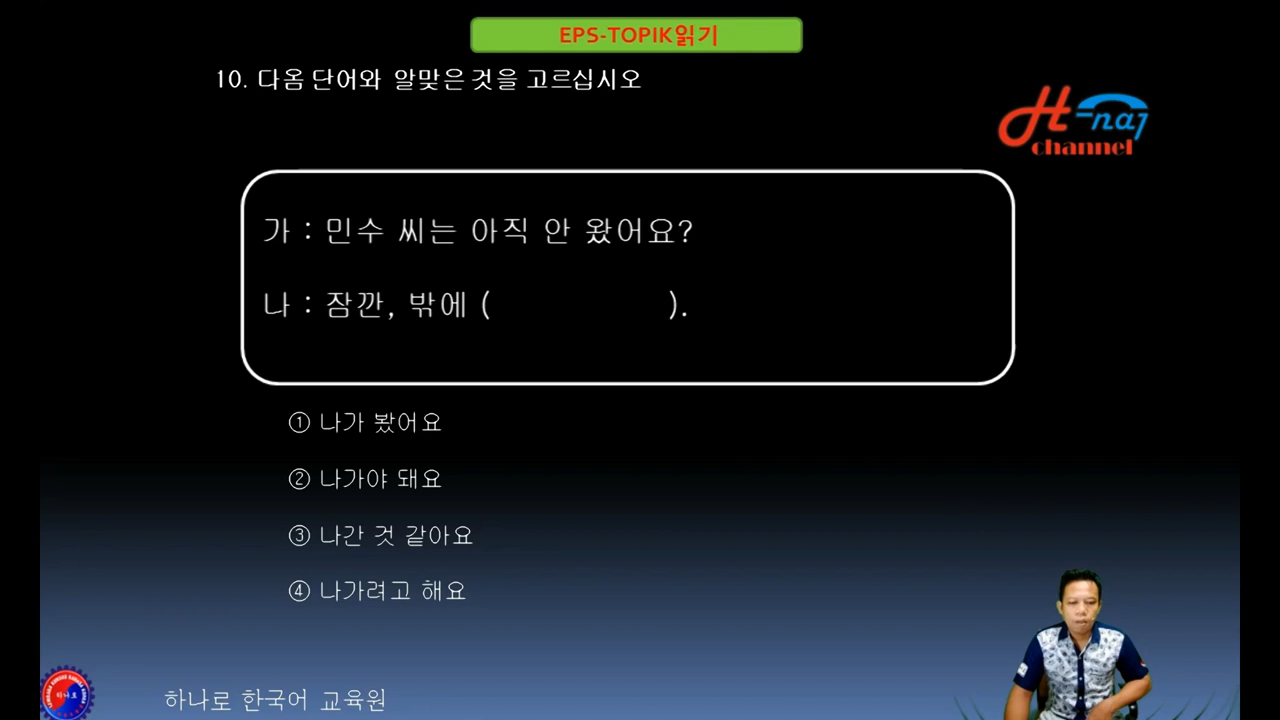 EPS-TOPIK읽기
10. 다옴 단어와 알맞은 것을 고르십시오
H-naj
channel
가 : 민수 씨는 아직 안 왔어요?
나 : 잠깐, 밖에 ( ).
① 나가 봤어요
② 나가야 돼요
③ 나간 것 같아요
④ 나가려고 해요
하나로
하나로 한국어 교육원